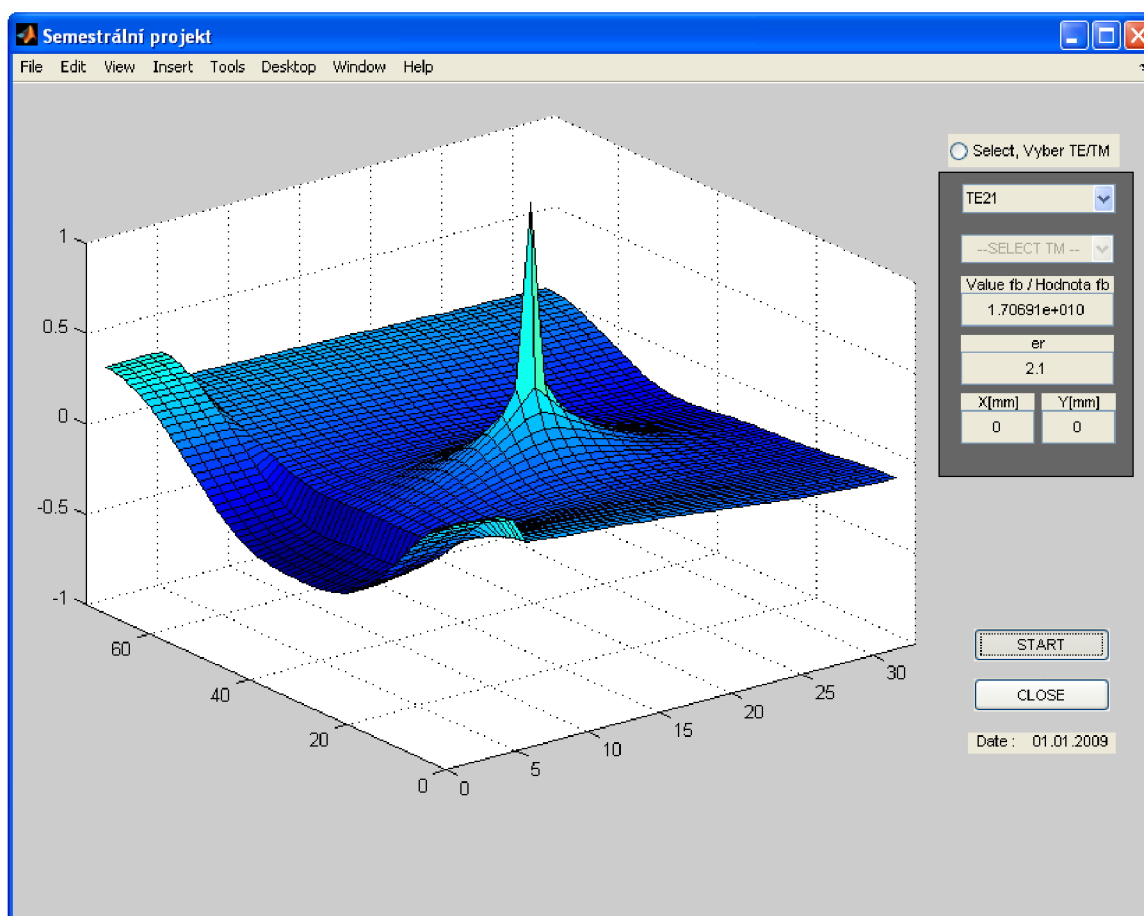 Semestrální projekt
File Edit View Insert Tools Desktop Window Help
Select, Vyber TE/TM
TE21
--SELECT TM --
Value fb / Hodnota fb
1.70691e+010
er
2.1
X[mm] Y[mm]
0 0
1
0.5
0
-0.5
-1
60
40
20
0
0
5
10
15
20
25
30
START
CLOSE
Date : 01.01.2009